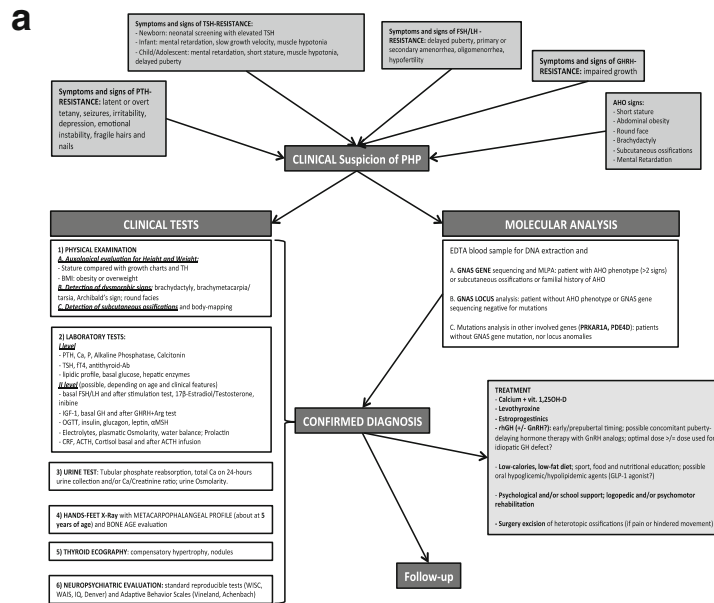 a
Symptoms and signs of TSH-RESISTANCE:
- Newborn: neonatal screening with elevated TSH
- Infant: mental retardation, slow growth velocity, muscle hypotonia
- Child/Adolescent: mental retardation, short stature, muscle hypotonia,
delayed puberty
Symptoms and signs of FSH/LH -
RESISTANCE: delayed puberty, primary or
secondary amenorrhea, oligomenorrhea,
hypofertility
Symptoms and signs of GHRH-
RESISTANCE: impaired growth
Symptoms and signs of PTH-
RESISTANCE: latent or overt
tetany, seizures, irritability,
depression, emotional
instability, fragile hairs and
nails
AHO signs:
- Short stature
- Abdominal obesity
- Round face
- Brachydactyly
- Subcutaneous ossifications
- Mental Retardation
CLINICAL Suspicion of PHP
CLINICAL TESTS
1) PHYSICAL EXAMINATION
A. Auxological evaluation for Height and Weight:
- Stature compared with growth charts and TH
- BMI: obesity or overweight
B. Detection of dysmorphic signs: brachydactyly, brachymetacarpia/
tarsia, Archibald's sign; round facies
C. Detection of subcutaneous ossifications and body-mapping
2) LABORATORY TESTS:
I level
- PTH, Ca, P, Alkaline Phosphatase, Calcitonin
- TSH, fT4, antithyroid-Ab
- lipidic profile, basal glucose, hepatic enzymes
II level (possible, depending on age and clinical features)
- basal FSH/LH and after stimulation test, 17β-Estradiol/Testosterone,
inibine
- IGF-1, basal GH and after GHRH+Arg test
- OGTT, insulin, glucagon, leptin, αMSH
- Electrolytes, plasmatic Osmolarity, water balance; Prolactin
- CRF, ACTH, Cortisol basal and after ACTH infusion
3) URINE TEST: Tubular phosphate reabsorption, total Ca on 24-hours
urine collection and/or Ca/Creatinine ratio; urine Osmolarity.
4) HANDS-FEET X-Ray with METACARPOPHALANGEAL PROFILE (about at 5
years of age) and BONE AGE evaluation
5) THYROID ECOGRAPHY: compensatory hypertrophy, nodules
6) NEUROPSYCHIATRIC EVALUATION: standard reproducible tests (WISC,
WAIS, IQ, Denver) and Adaptive Behavior Scales (Vineland, Achenbach)
MOLECULAR ANALYSIS
EDTA blood sample for DNA extraction and
A. GNAS GENE sequencing and MLPA: patient with AHO phenotype (>2 signs)
or subcutaneous ossifications or familial history of AHO
B. GNAS LOCUS analysis: patient without AHO phenotype or GNAS gene
sequencing negative for mutations
C. Mutations analysis in other involved genes (PRKAR1A, PDE4D): patients
without GNAS gene mutation, nor locus anomalies
CONFIRMED DIAGNOSIS
TREATMENT
- Calcium + vit. 1,25OH-D
- Levothyroxine
- Estroprogestinics
- rhGH (+/- GnRH?): early/prepubertal timing; possible concomitant puberty-
delaying hormone therapy with GnRH analogs; optimal dose >/= dose used for
idiopatic GH defect?
- Low-calories, low-fat diet; sport, food and nutritional education; possible
oral hypoglicemic/hypolipidemic agents (GLP-1 agonist?)
- Psychological and/or school support; logopedic and/or psychomotor
rehabilitation
- Surgery excision of heterotopic ossifications (if pain or hindered movement)
Follow-up